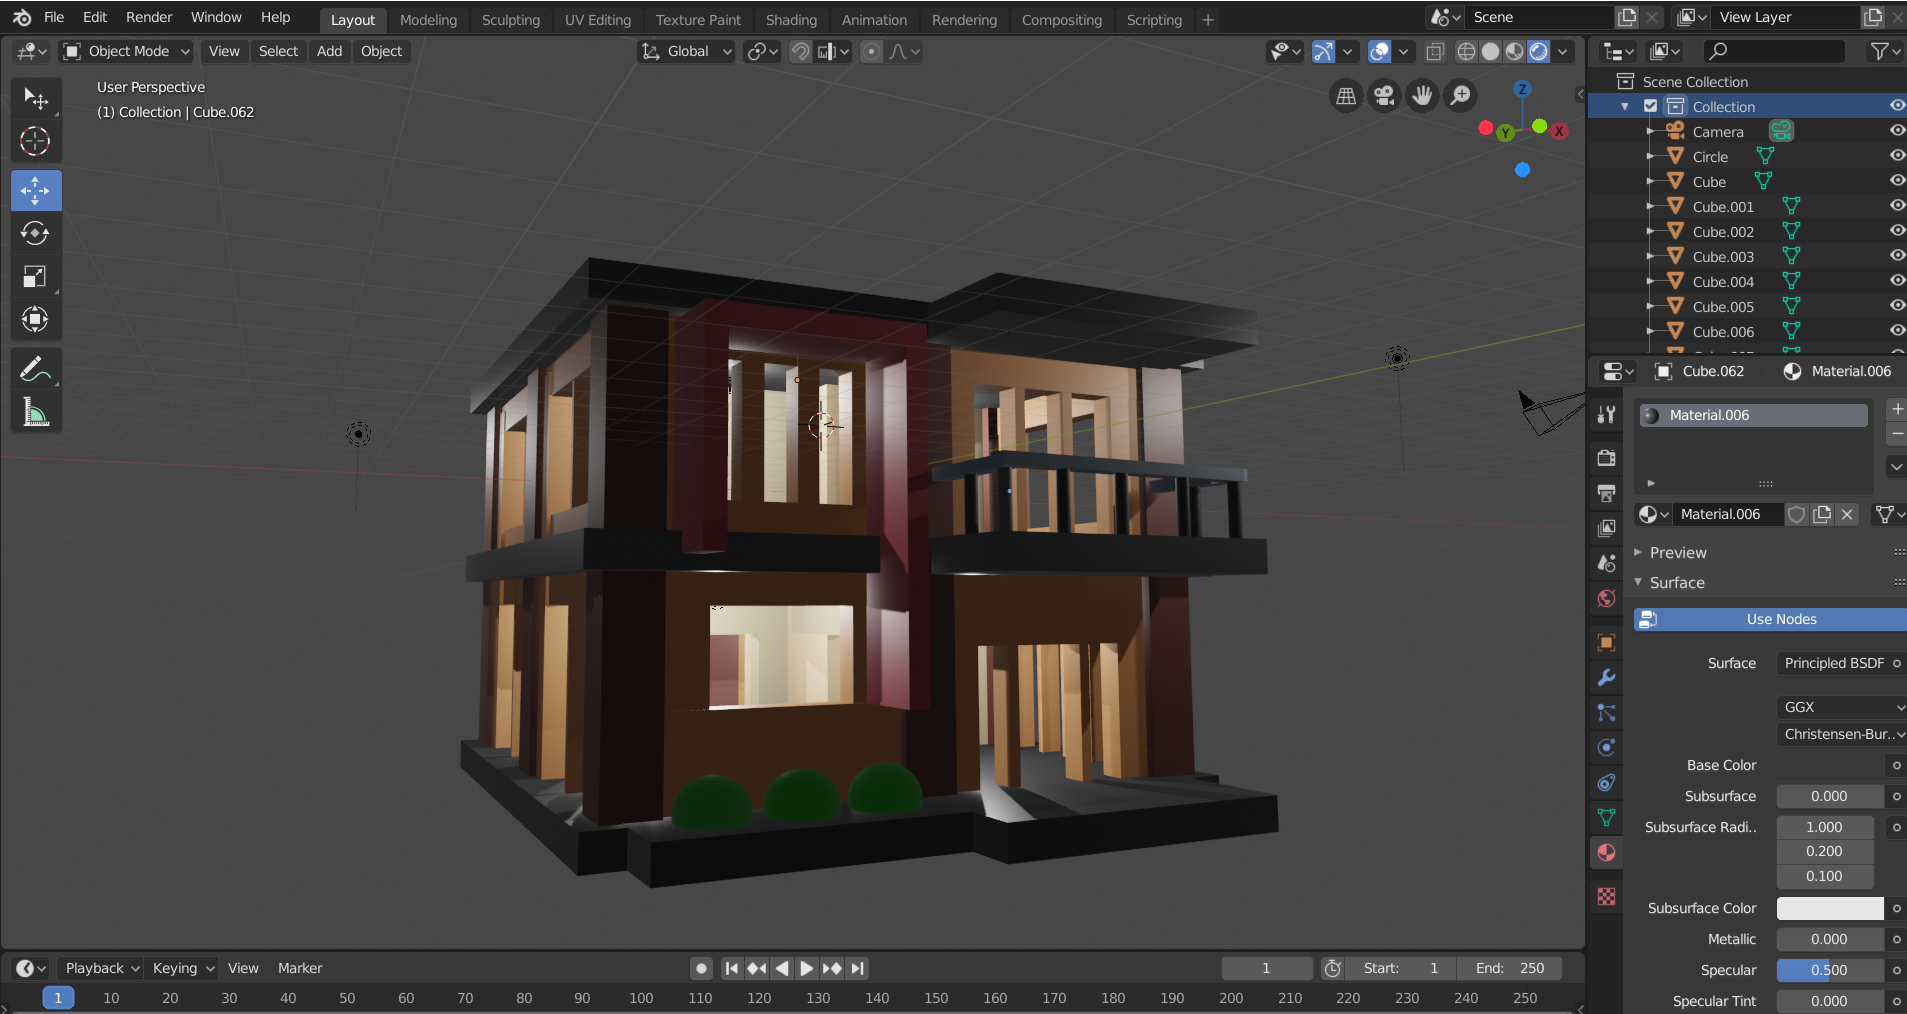 File Edit Render Window Help Layout Modeling Sculpting UV Editing Texture Paint Shading Animation Rendering Compositing Scripting + Scene View Layer
Object Mode View Select Add Object Global
User Perspective
(1) Collection | Cube.062
Z
Y X
Scene Collection
Collection
Camera
Circle
Cube
Cube.001
Cube.002
Cube.003
Cube.004
Cube.005
Cube.006
Cube.062 Material.006
Material.006
Material.006
Preview
Surface
Use Nodes
Surface Principled BSDF
GGX
Christensen-Bur..
Base Color
Subsurface 0.000
Subsurface Radi.. 1.000
0.200
0.100
Subsurface Color
Metallic 0.000
Specular 0.500
Specular Tint 0.000
Playback Keying View Marker 1 Start: 1 End: 250
1 10 20 30 40 50 60 70 80 90 100 110 120 130 140 150 160 170 180 190 200 210 220 230 240 250